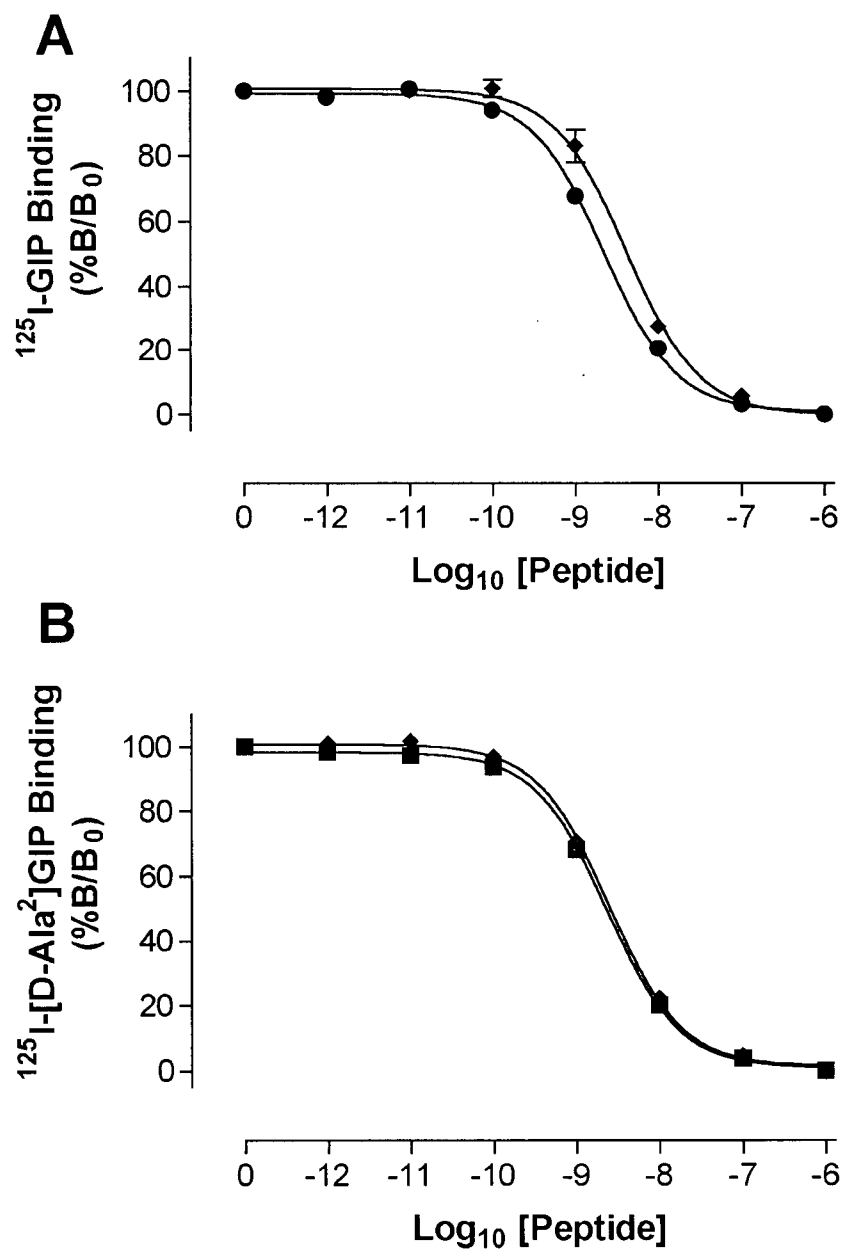 A
¹²⁵I-GIP Binding
(%B/B₀)
100
80
60
40
20
0
0 -12 -11 -10 -9 -8 -7 -6
Log₁₀ [Peptide]
B
¹²⁵I-[D-Ala²]GIP Binding
(%B/B₀)
100
80
60
40
20
0
0 -12 -11 -10 -9 -8 -7 -6
Log₁₀ [Peptide]